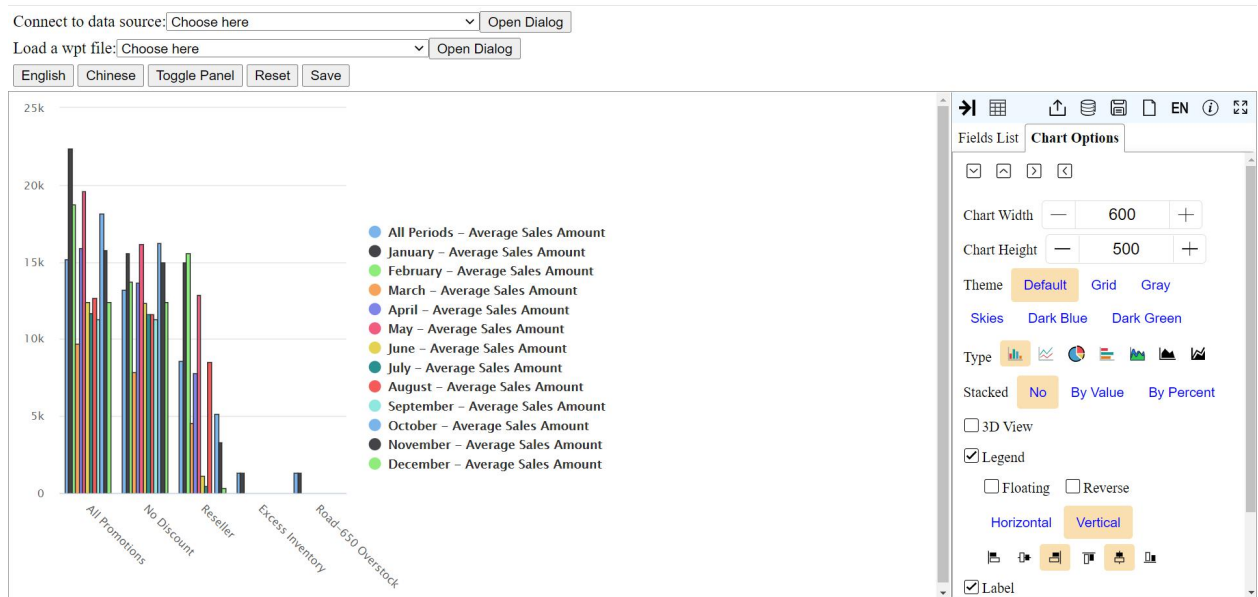 Connect to data source: Choose here Open Dialog
Load a wpt file: Choose here Open Dialog
English Chinese Toggle Panel Reset Save
25k
20k
15k
10k
5k
0
All Promotions
No Discount
Reseller
Excess Inventory
Road-650 Overstock
All Periods – Average Sales Amount
January – Average Sales Amount
February – Average Sales Amount
March – Average Sales Amount
April – Average Sales Amount
May – Average Sales Amount
June – Average Sales Amount
July – Average Sales Amount
August – Average Sales Amount
September – Average Sales Amount
October – Average Sales Amount
November – Average Sales Amount
December – Average Sales Amount
EN i
Fields List Chart Options
Chart Width — 600 +
Chart Height — 500 +
Theme Default Grid Gray
Skies Dark Blue Dark Green
Type
Stacked No By Value By Percent
3D View
Legend
Floating Reverse
Horizontal Vertical
Label